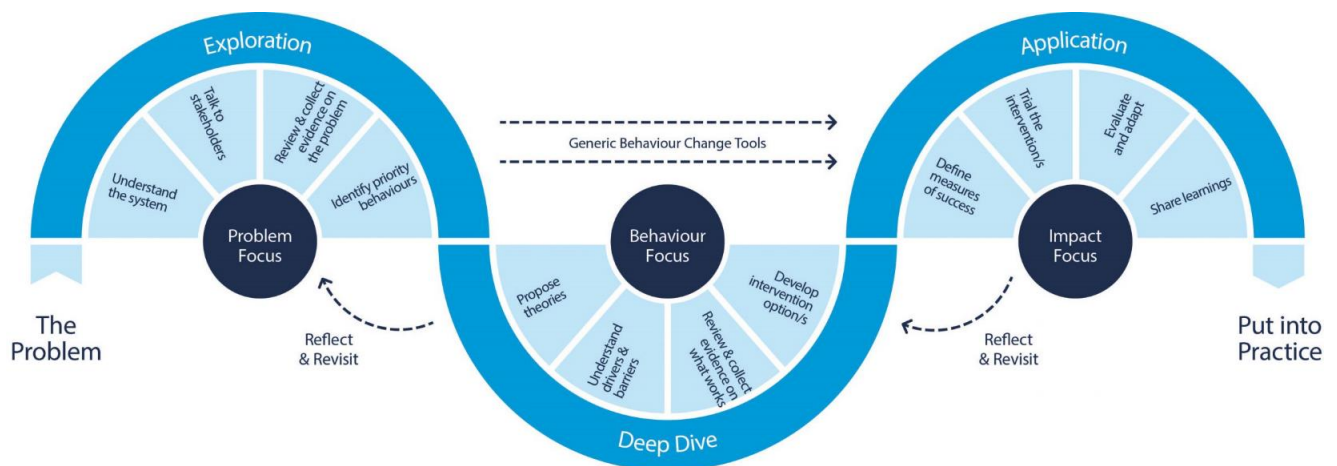 Exploration
Understand
the system
Talk to
stakeholders
Review & collect
evidence on
the problem
Identify priority
behaviours
Problem
Focus
The
Problem
Reflect
& Revisit
Generic Behaviour Change Tools
Behaviour
Focus
Propose
theories
Understand
drivers &
barriers
Review & collect
evidence on
what works
Develop
intervention
option/s
Deep Dive
Reflect
& Revisit
Application
Define
measures
of success
Trial the
intervention/s
Evaluate
and adapt
Share learnings
Impact
Focus
Put into
Practice